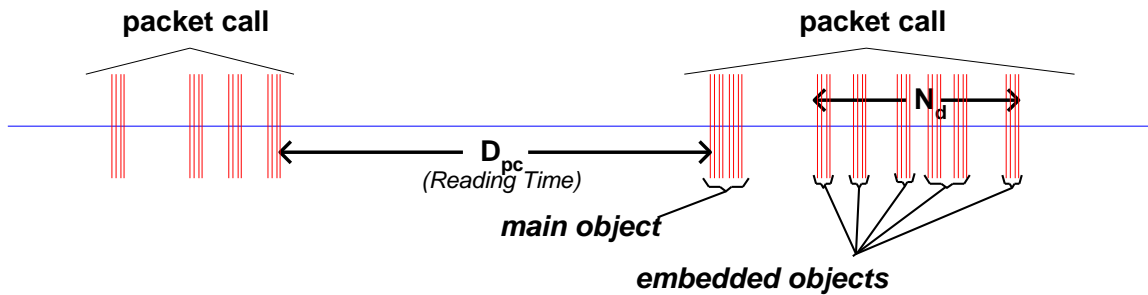 packet call
packet call
N_d
D_pc
(Reading Time)
main object
embedded objects